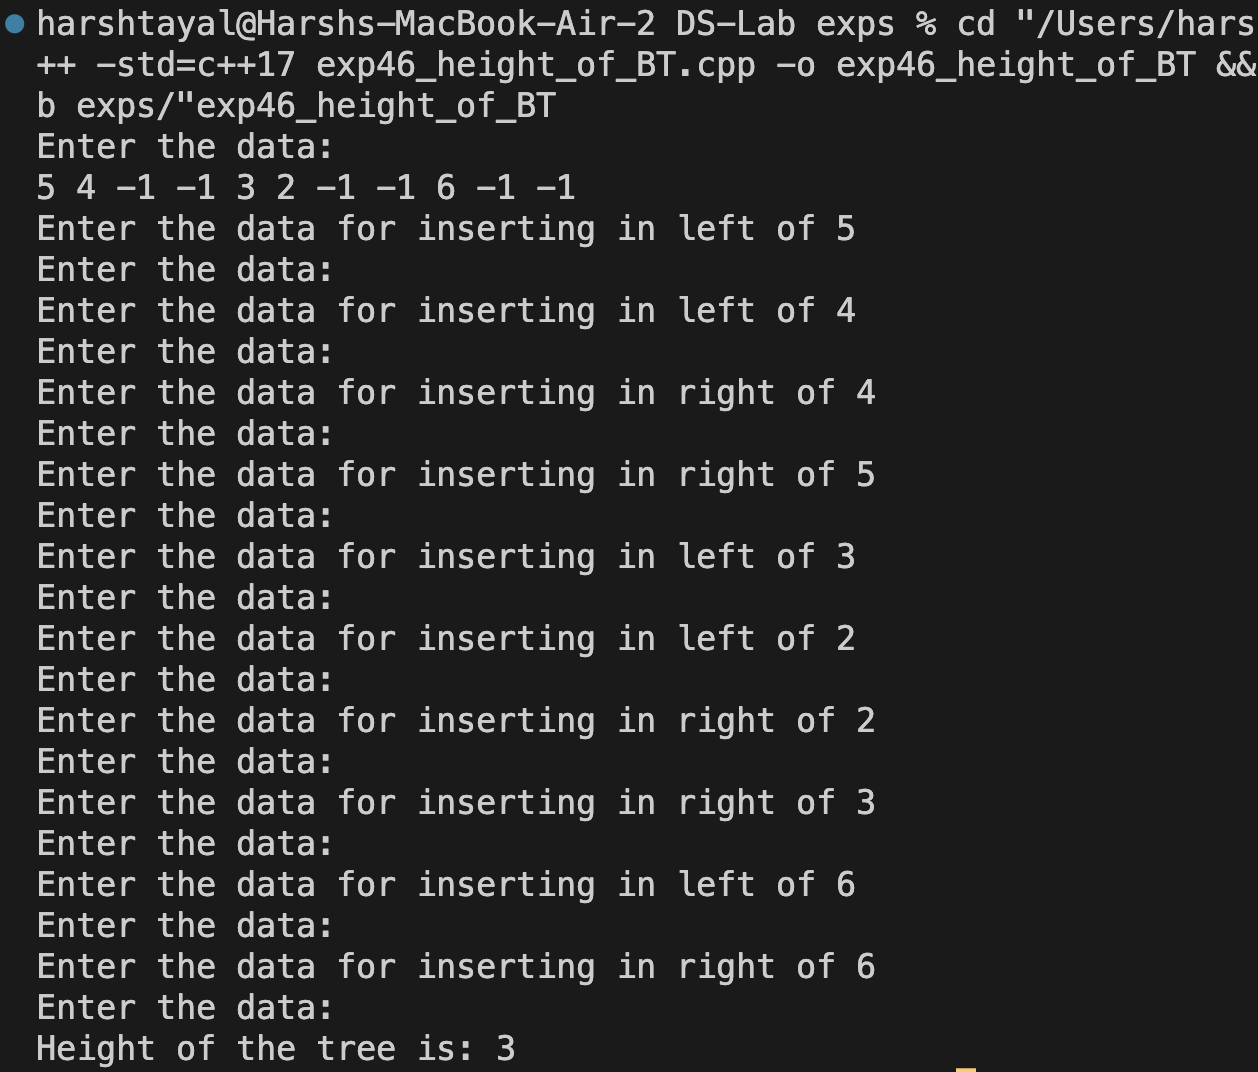 harshtayal@Harshs-MacBook-Air-2 DS-Lab exps % cd "/Users/hars
++ -std=c++17 exp46_height_of_BT.cpp -o exp46_height_of_BT &&
b exps/"exp46_height_of_BT
Enter the data:
5 4 -1 -1 3 2 -1 -1 6 -1 -1
Enter the data for inserting in left of 5
Enter the data:
Enter the data for inserting in left of 4
Enter the data:
Enter the data for inserting in right of 4
Enter the data:
Enter the data for inserting in right of 5
Enter the data:
Enter the data for inserting in left of 3
Enter the data:
Enter the data for inserting in left of 2
Enter the data:
Enter the data for inserting in right of 2
Enter the data:
Enter the data for inserting in right of 3
Enter the data:
Enter the data for inserting in left of 6
Enter the data:
Enter the data for inserting in right of 6
Enter the data:
Height of the tree is: 3